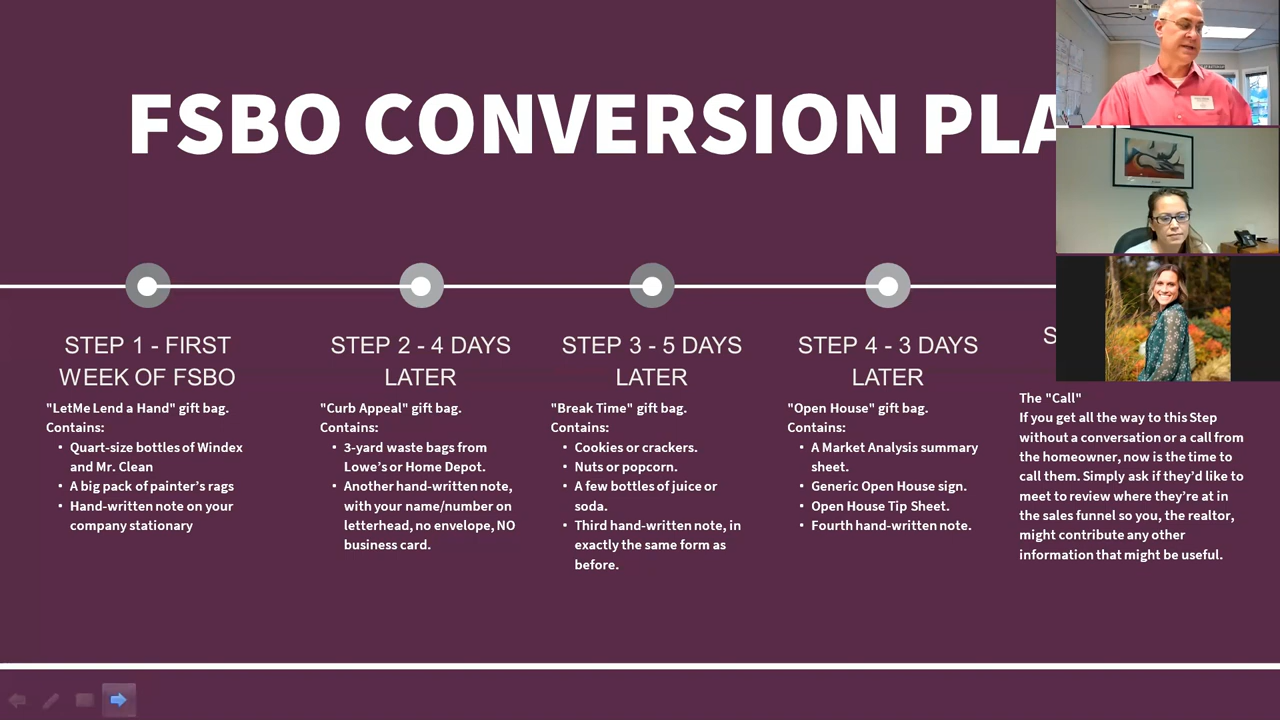 FSBO CONVERSION PLA
STEP 1 - FIRST
WEEK OF FSBO
"LetMe Lend a Hand" gift bag.
Contains:
• Quart-size bottles of Windex
and Mr. Clean
• A big pack of painter's rags
• Hand-written note on your
company stationary
STEP 2 - 4 DAYS
LATER
"Curb Appeal" gift bag.
Contains:
• 3-yard waste bags from
Lowe's or Home Depot.
• Another hand-written note,
with your name/number on
letterhead, no envelope, NO
business card.
STEP 3 - 5 DAYS
LATER
"Break Time" gift bag.
Contains:
• Cookies or crackers.
• Nuts or popcorn.
• A few bottles of juice or
soda.
• Third hand-written note, in
exactly the same form as
before.
STEP 4 - 3 DAYS
LATER
"Open House" gift bag.
Contains:
• A Market Analysis summary
sheet.
• Generic Open House sign.
• Open House Tip Sheet.
• Fourth hand-written note.
S
The "Call"
If you get all the way to this Step
without a conversation or a call from
the homeowner, now is the time to
call them. Simply ask if they'd like to
meet to review where they're at in
the sales funnel so you, the realtor,
might contribute any other
information that might be useful.